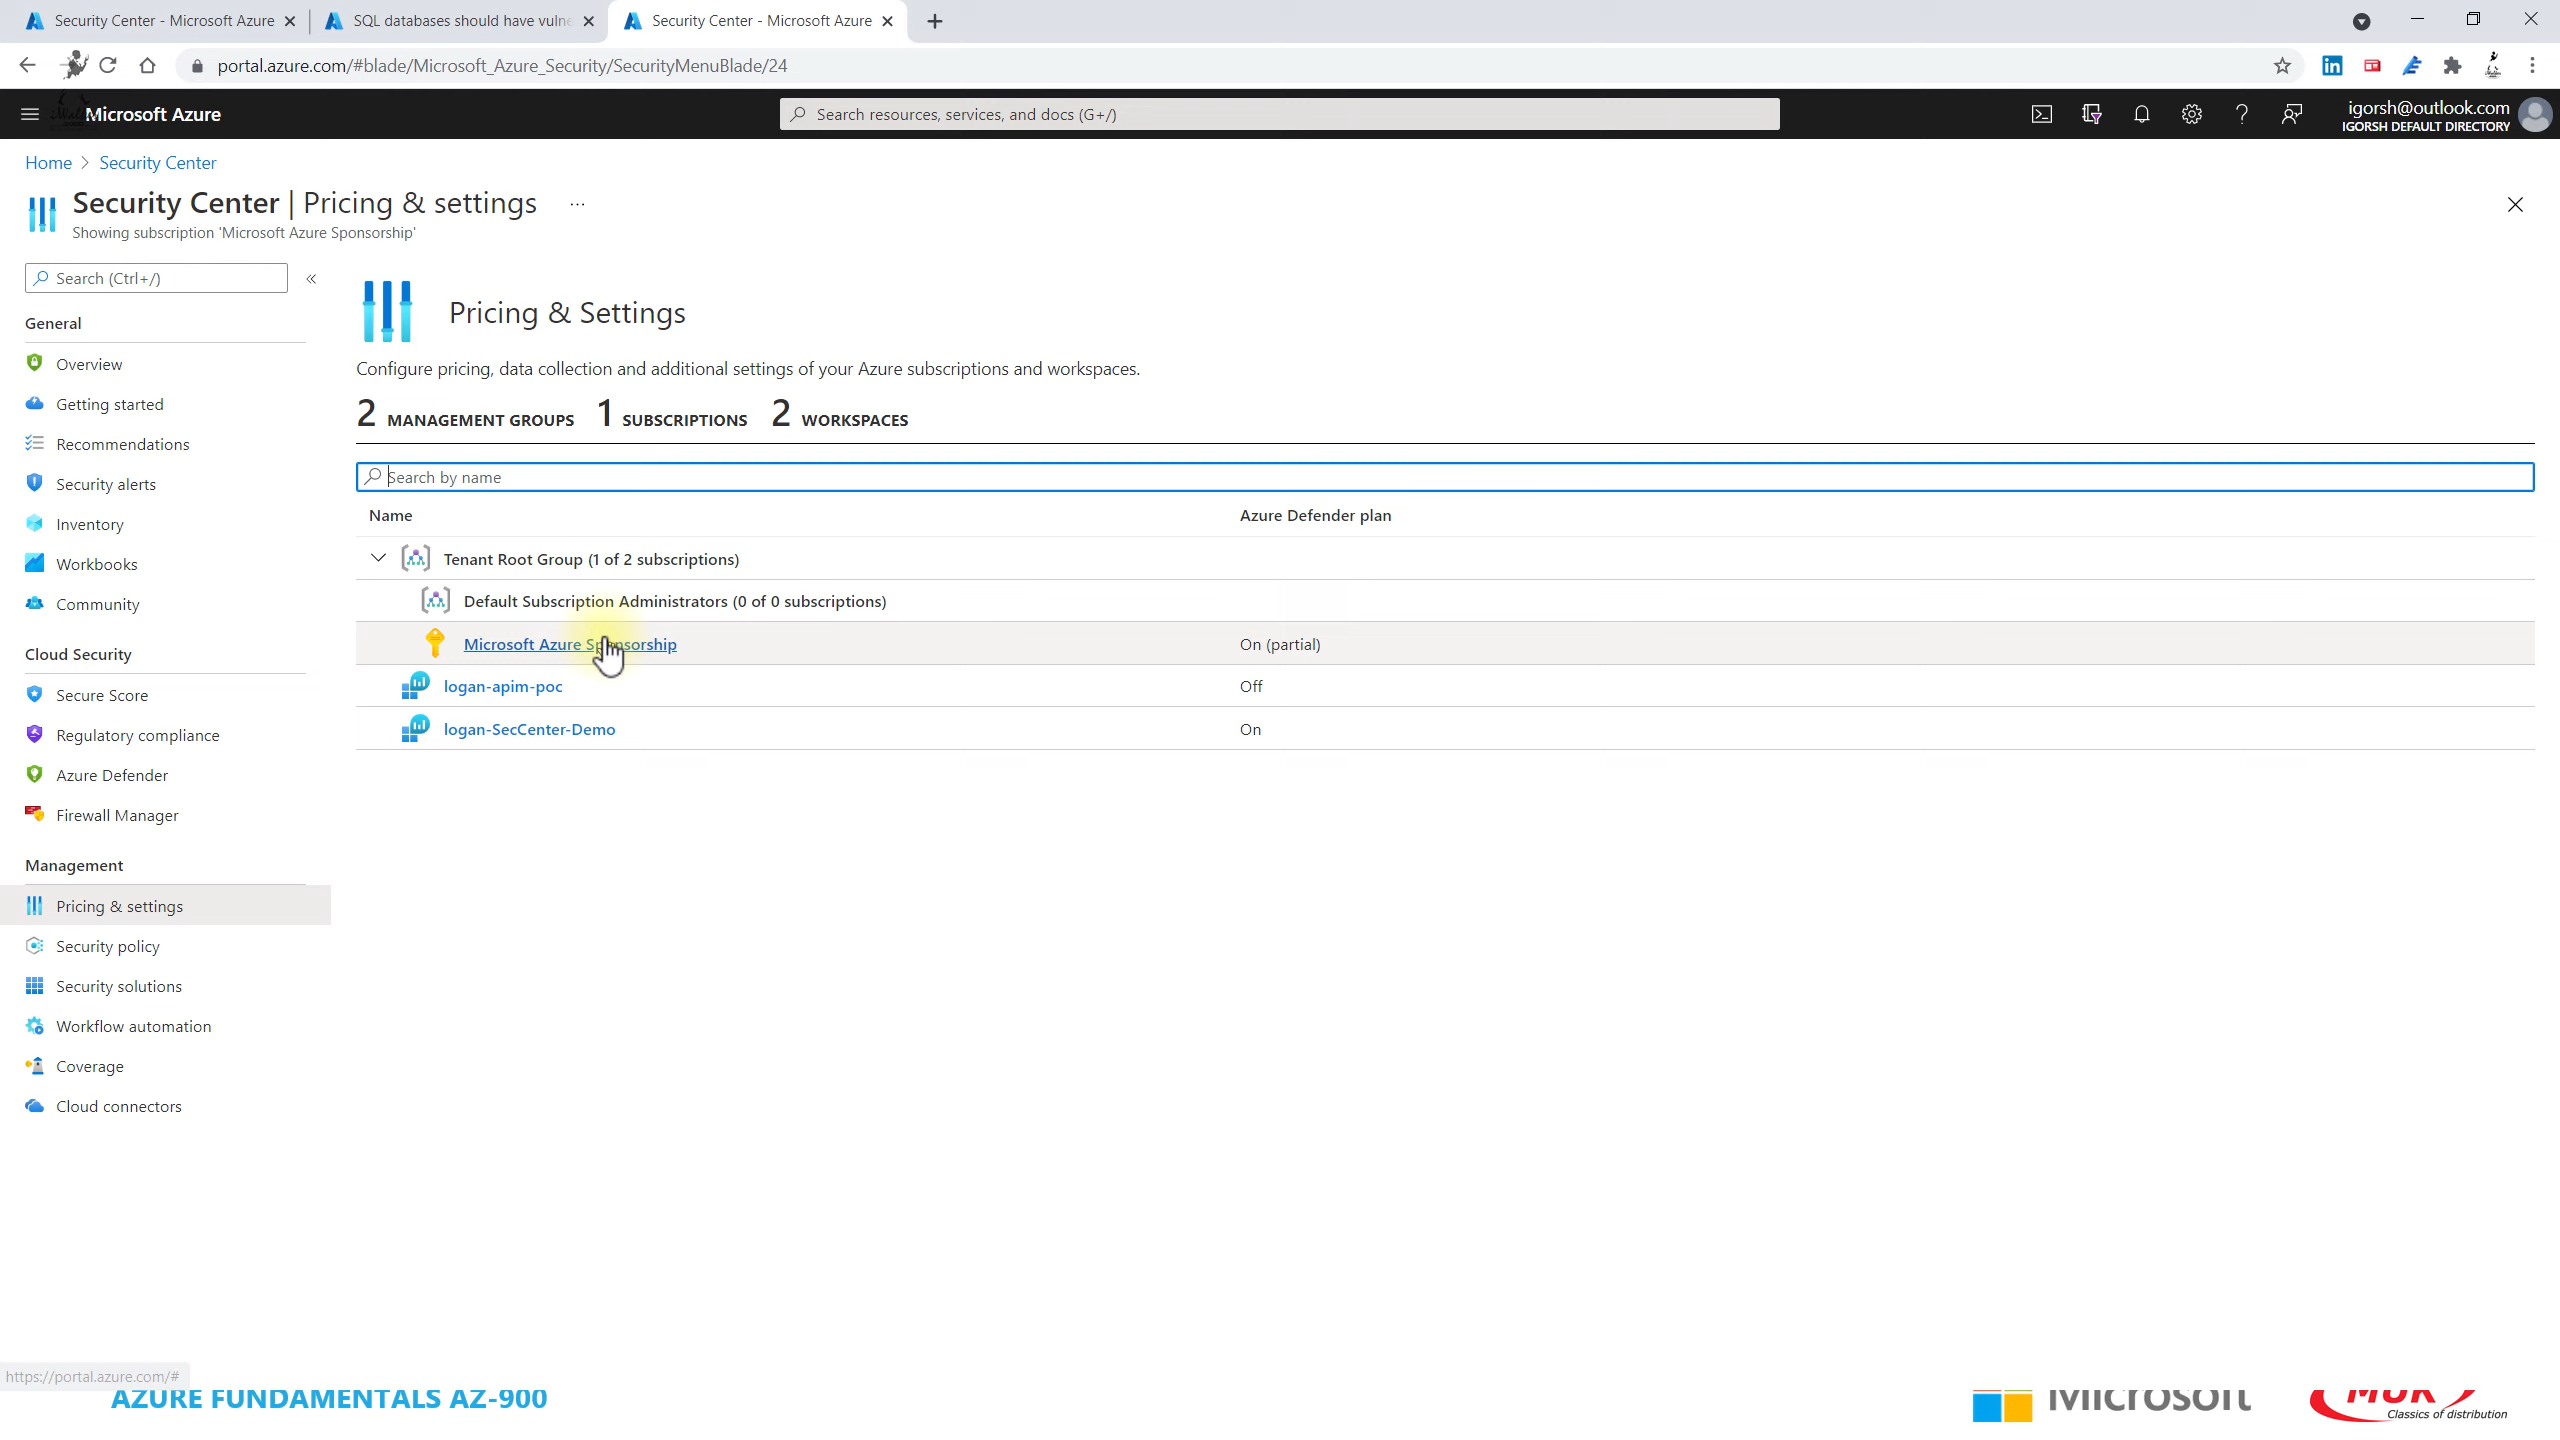 Security Center - Microsoft Azure
SQL databases should have vulne
Security Center - Microsoft Azure
portal.azure.com/#blade/Microsoft_Azure_Security/SecurityMenuBlade/24
Microsoft Azure
Search resources, services, and docs (G+/)
igorsh@outlook.com
IGORSH DEFAULT DIRECTORY
Home > Security Center
Security Center | Pricing & settings ...
Showing subscription 'Microsoft Azure Sponsorship'
Search (Ctrl+/)
General
Overview
Getting started
Recommendations
Security alerts
Inventory
Workbooks
Community
Cloud Security
Secure Score
Regulatory compliance
Azure Defender
Firewall Manager
Management
Pricing & settings
Security policy
Security solutions
Workflow automation
Coverage
Cloud connectors
Pricing & Settings
Configure pricing, data collection and additional settings of your Azure subscriptions and workspaces.
2 MANAGEMENT GROUPS 1 SUBSCRIPTIONS 2 WORKSPACES
Search by name
Name Azure Defender plan
Tenant Root Group (1 of 2 subscriptions)
Default Subscription Administrators (0 of 0 subscriptions)
Microsoft Azure Sponsorship On (partial)
logan-apim-poc Off
logan-SecCenter-Demo On
https://portal.azure.com/#
AZURE FUNDAMENTALS AZ-900
Microsoft
MUK
Classics of distribution